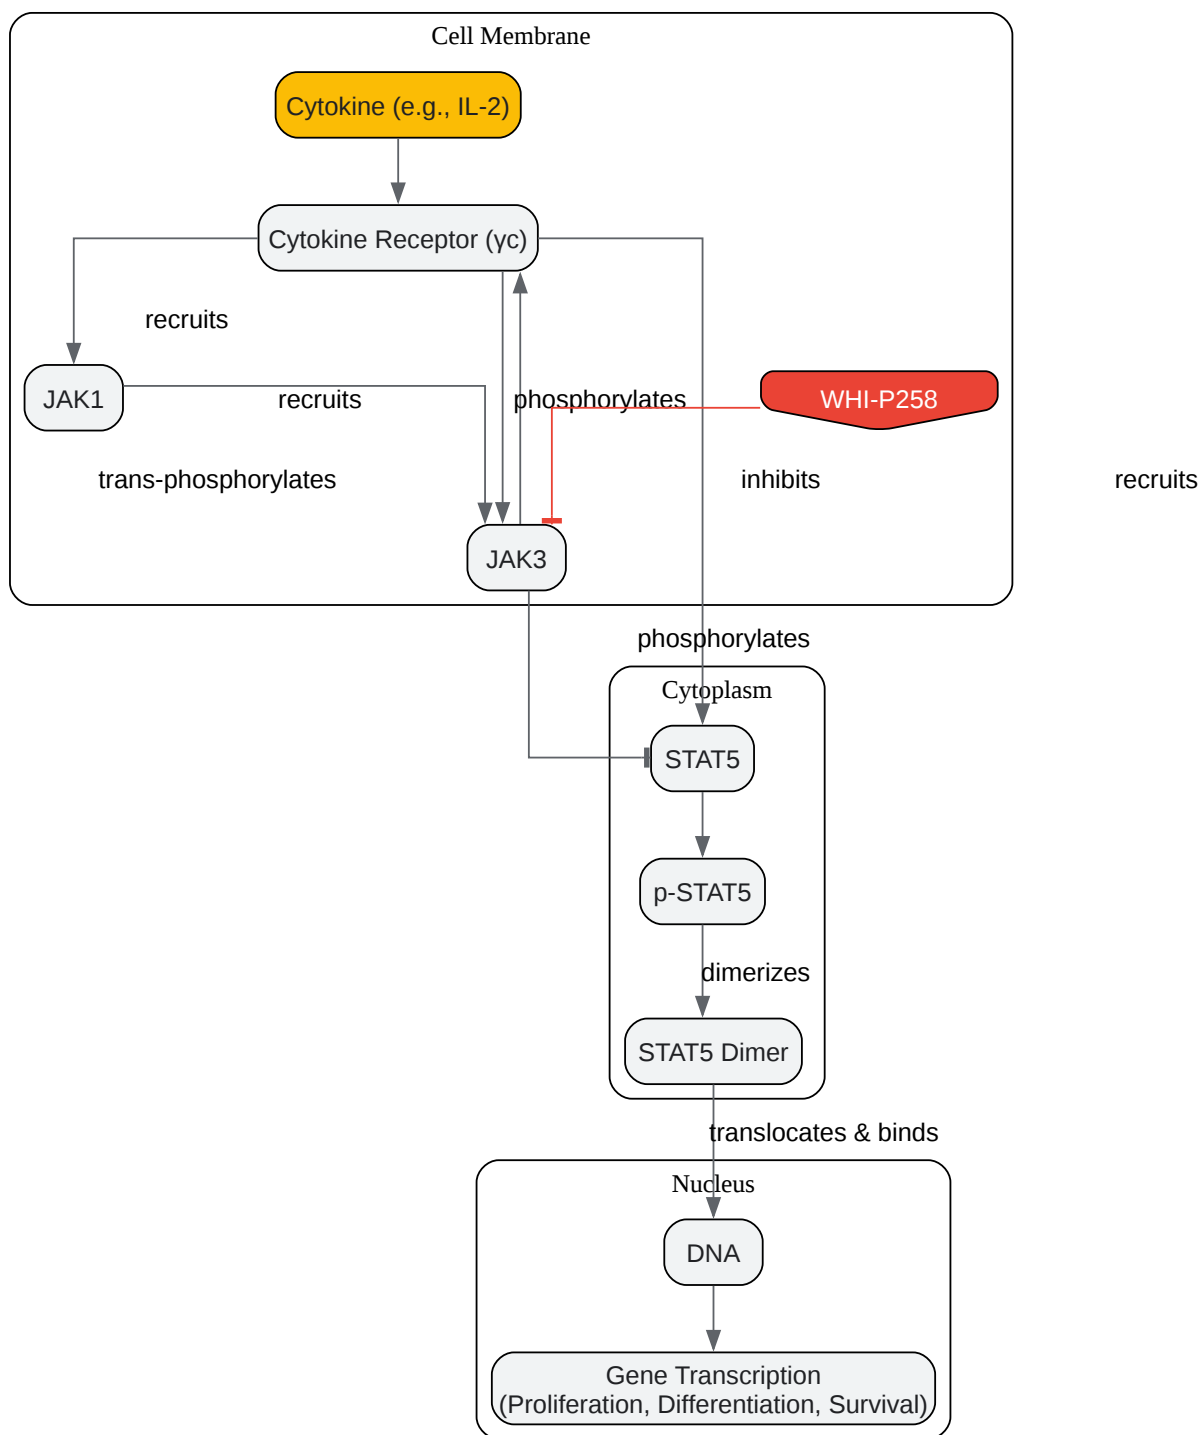 Cell Membrane
Cytokine (e.g., IL-2)
Cytokine Receptor (γc)
recruits
JAK1
recruits
phosphorylates
WHI-P258
trans-phosphorylates
inhibits
recruits
JAK3
phosphorylates
Cytoplasm
STAT5
p-STAT5
dimerizes
STAT5 Dimer
translocates & binds
Nucleus
DNA
Gene Transcription
(Proliferation, Differentiation, Survival)